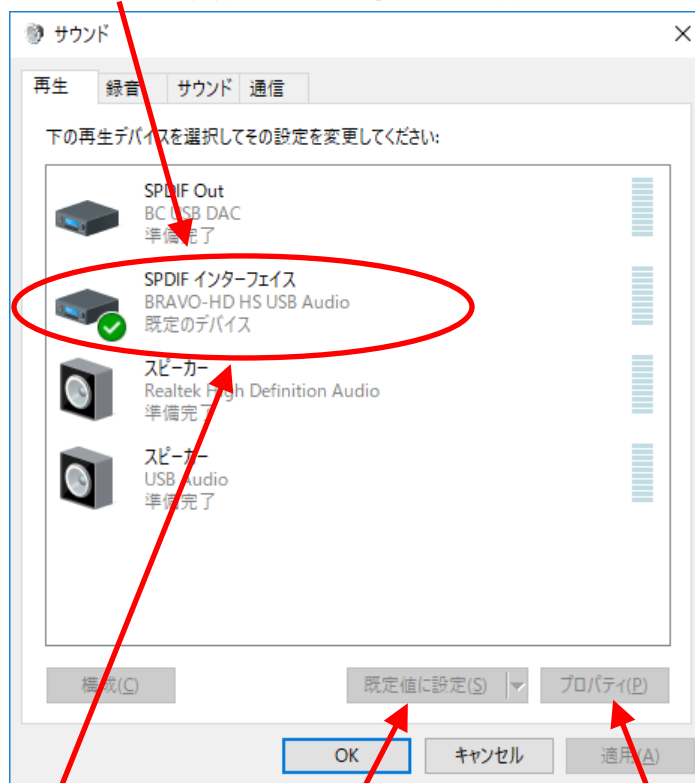 サウンド
再生 録音 サウンド 通信
下の再生デバイスを選択してその設定を変更してください:
SPDIF Out
BC USB DAC
準備完了
SPDIF インターフェイス
BRAVO-HD HS USB Audio
既定のデバイス
スピーカー
Realtek High Definition Audio
準備完了
スピーカー
USB Audio
準備完了
構成(C) 既定値に設定(S) プロパティ(P)
OK キャンセル 適用(A)